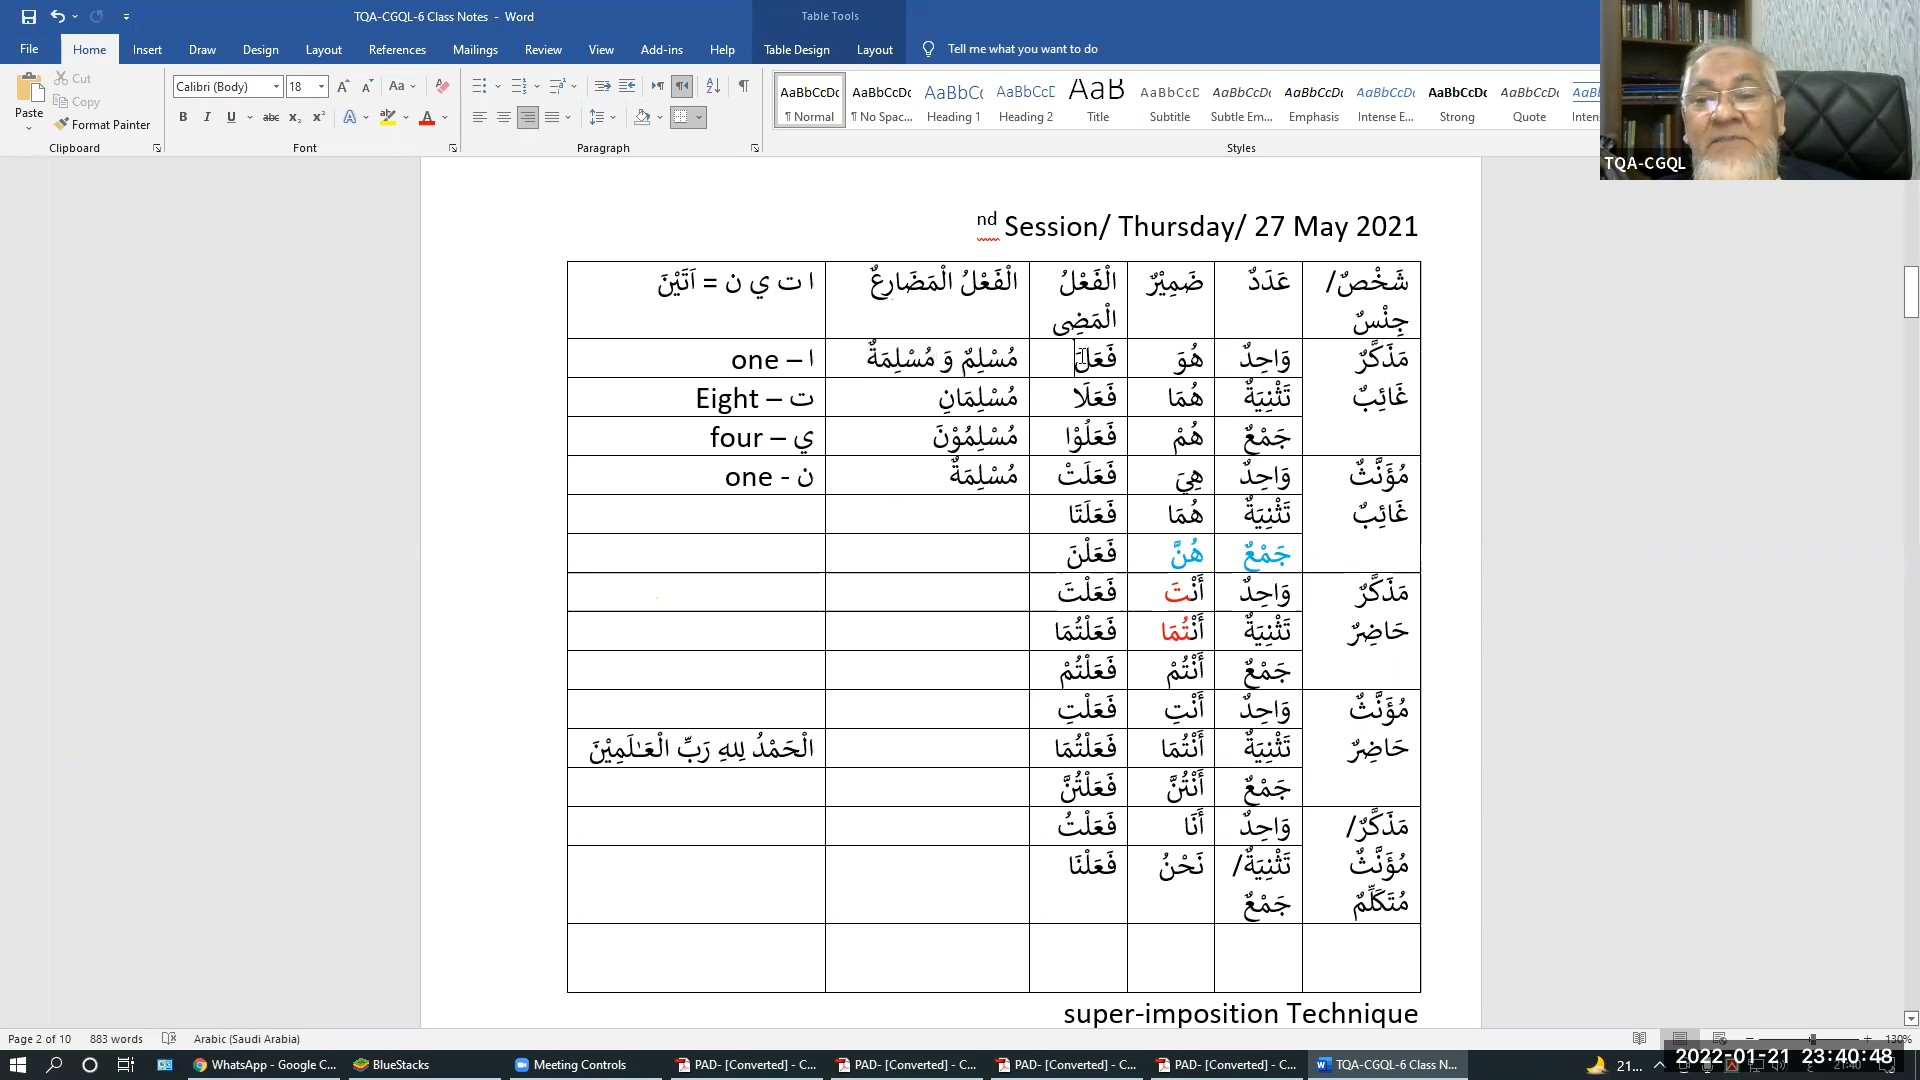 TQA-CGQL-6 Class Notes - Word
Table Tools
File Home Insert Draw Design Layout References Mailings Review View Add-ins Help Table Design Layout Tell me what you want to do
Paste
Cut
Copy
Format Painter
Calibri (Body) 18
AaBbCcDc AaBbCcDc AaBbC( AaBbCcC AaB AaBbCcD AaBbCcDc AaBbCcDc AaBbCcDc AaBbCcDc AaBbCcDc
¶ Normal ¶ No Spac... Heading 1 Heading 2 Title Subtitle Subtle Em... Emphasis Intense E... Strong Quote
Clipboard Font Paragraph Styles
TQA-CGQL
nd Session/ Thursday/ 27 May 2021
شَخْصٌ/ جِنْسٌ عَدَدٌ ضَمِيْرٌ الْفَعْلُ الْمَضِى الْفَعْلُ الْمَضَارِعٌ ا ت ي ن = اَتَيْنَ
مَذَكَّرٌ غَائِبٌ وَاحِدٌ هُوَ فَعَلَ مُسْلِمٌ وَ مُسْلِمَةٌ ا – one
تَثْنِيَةٌ هُمَا فَعَلَا مُسْلِمَانِ ت – Eight
جَمْعٌ هُمْ فَعَلُوْا مُسْلِمُوْنَ ي – four
مُؤَنَّثٌ غَائِبٌ وَاحِدٌ هِيَ فَعَلَتْ مُسْلِمَةٌ ن - one
تَثْنِيَةٌ هُمَا فَعَلَتَا
جَمْعٌ هُنَّ فَعَلْنَ
مَذَكَّرٌ حَاضِرٌ وَاحِدٌ أَنْتَ فَعَلْتَ
تَثْنِيَةٌ أَنْتُمَا فَعَلْتُمَا
جَمْعٌ أَنْتُمْ فَعَلْتُمْ
مُؤَنَّثٌ حَاضِرٌ وَاحِدٌ أَنْتِ فَعَلْتِ
تَثْنِيَةٌ أَنْتُمَا فَعَلْتُمَا الْحَمْدُ لِلهِ رَبِّ الْعَـٰلَمِيْنَ
جَمْعٌ أَنْتُنَّ فَعَلْتُنَّ
مَذَكَّرٌ/ مُؤَنَّثٌ مُتَكَلِّمٌ وَاحِدٌ أَنَا فَعَلْتُ
تَثْنِيَةٌ/ جَمْعٌ نَحْنُ فَعَلْنَا
super-imposition Technique
Page 2 of 10 883 words Arabic (Saudi Arabia) 130%
WhatsApp - Google C... BlueStacks Meeting Controls PAD- [Converted] - C... PAD- [Converted] - C... PAD- [Converted] - C... PAD- [Converted] - C... TQA-CGQL-6 Class N... 21...
2022-01-21 23:40:48